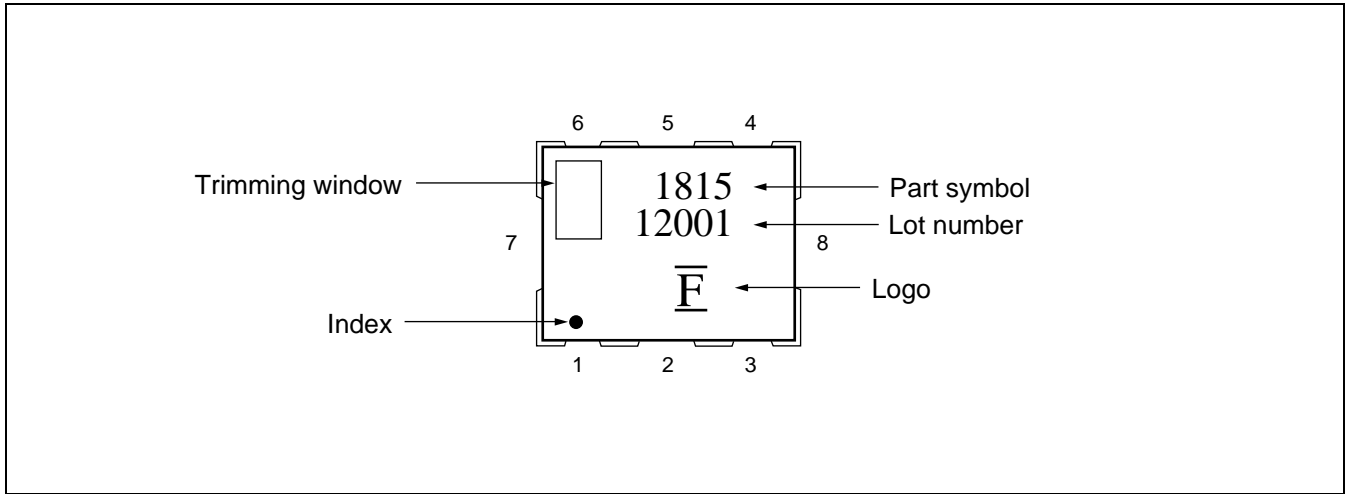 6 5 4
Trimming window
1815
Part symbol
12001
Lot number
7
8
F
Logo
Index
1 2 3